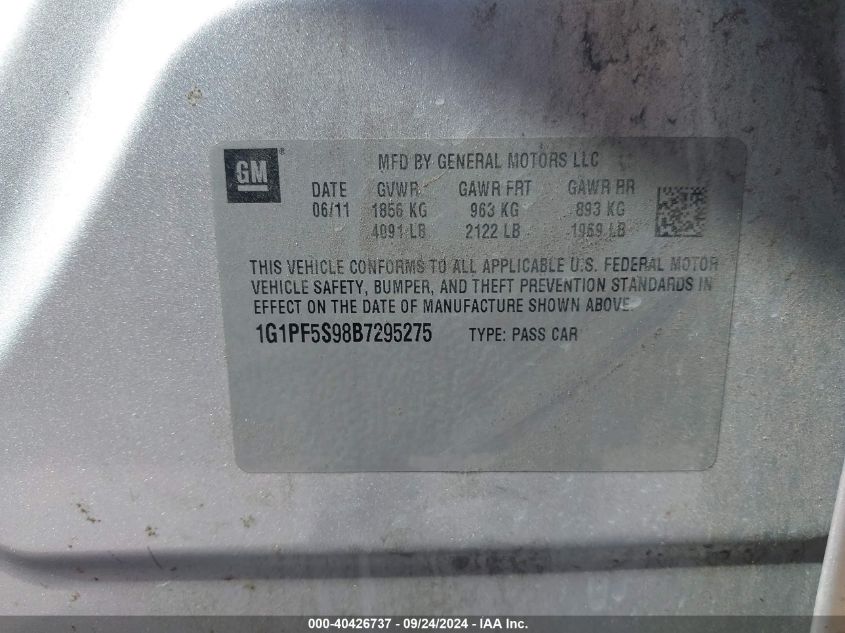 GM ®
MFD BY GENERAL MOTORS LLC
DATE GVWR GAWR FRT GAWR RR
06/11 1856 KG 963 KG 893 KG
4091 LB 2122 LB 1969 LB
THIS VEHICLE CONFORMS TO ALL APPLICABLE U.S. FEDERAL MOTOR
VEHICLE SAFETY, BUMPER, AND THEFT PREVENTION STANDARDS IN
EFFECT ON THE DATE OF MANUFACTURE SHOWN ABOVE.
1G1PF5S98B7295275 TYPE: PASS CAR
000-40426737 - 09/24/2024 - IAA Inc.